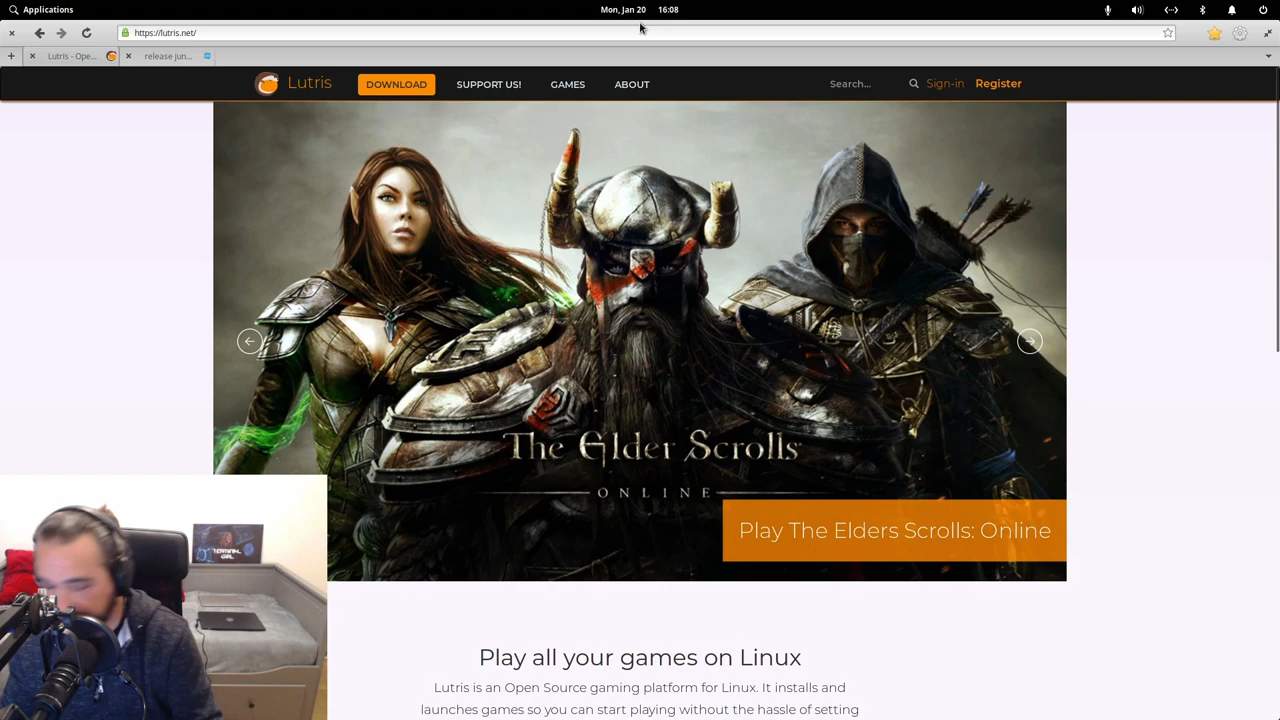 Applications
Mon, Jan 20 16:08
https://lutris.net/
Lutris - Ope...
release jun...
Lutris
DOWNLOAD
SUPPORT US!
GAMES
ABOUT
Search...
Sign-in
Register
The Elder Scrolls
ONLINE
Play The Elders Scrolls: Online
TERMINAL
GIRL
Play all your games on Linux
Lutris is an Open Source gaming platform for Linux. It installs and
launches games so you can start playing without the hassle of setting